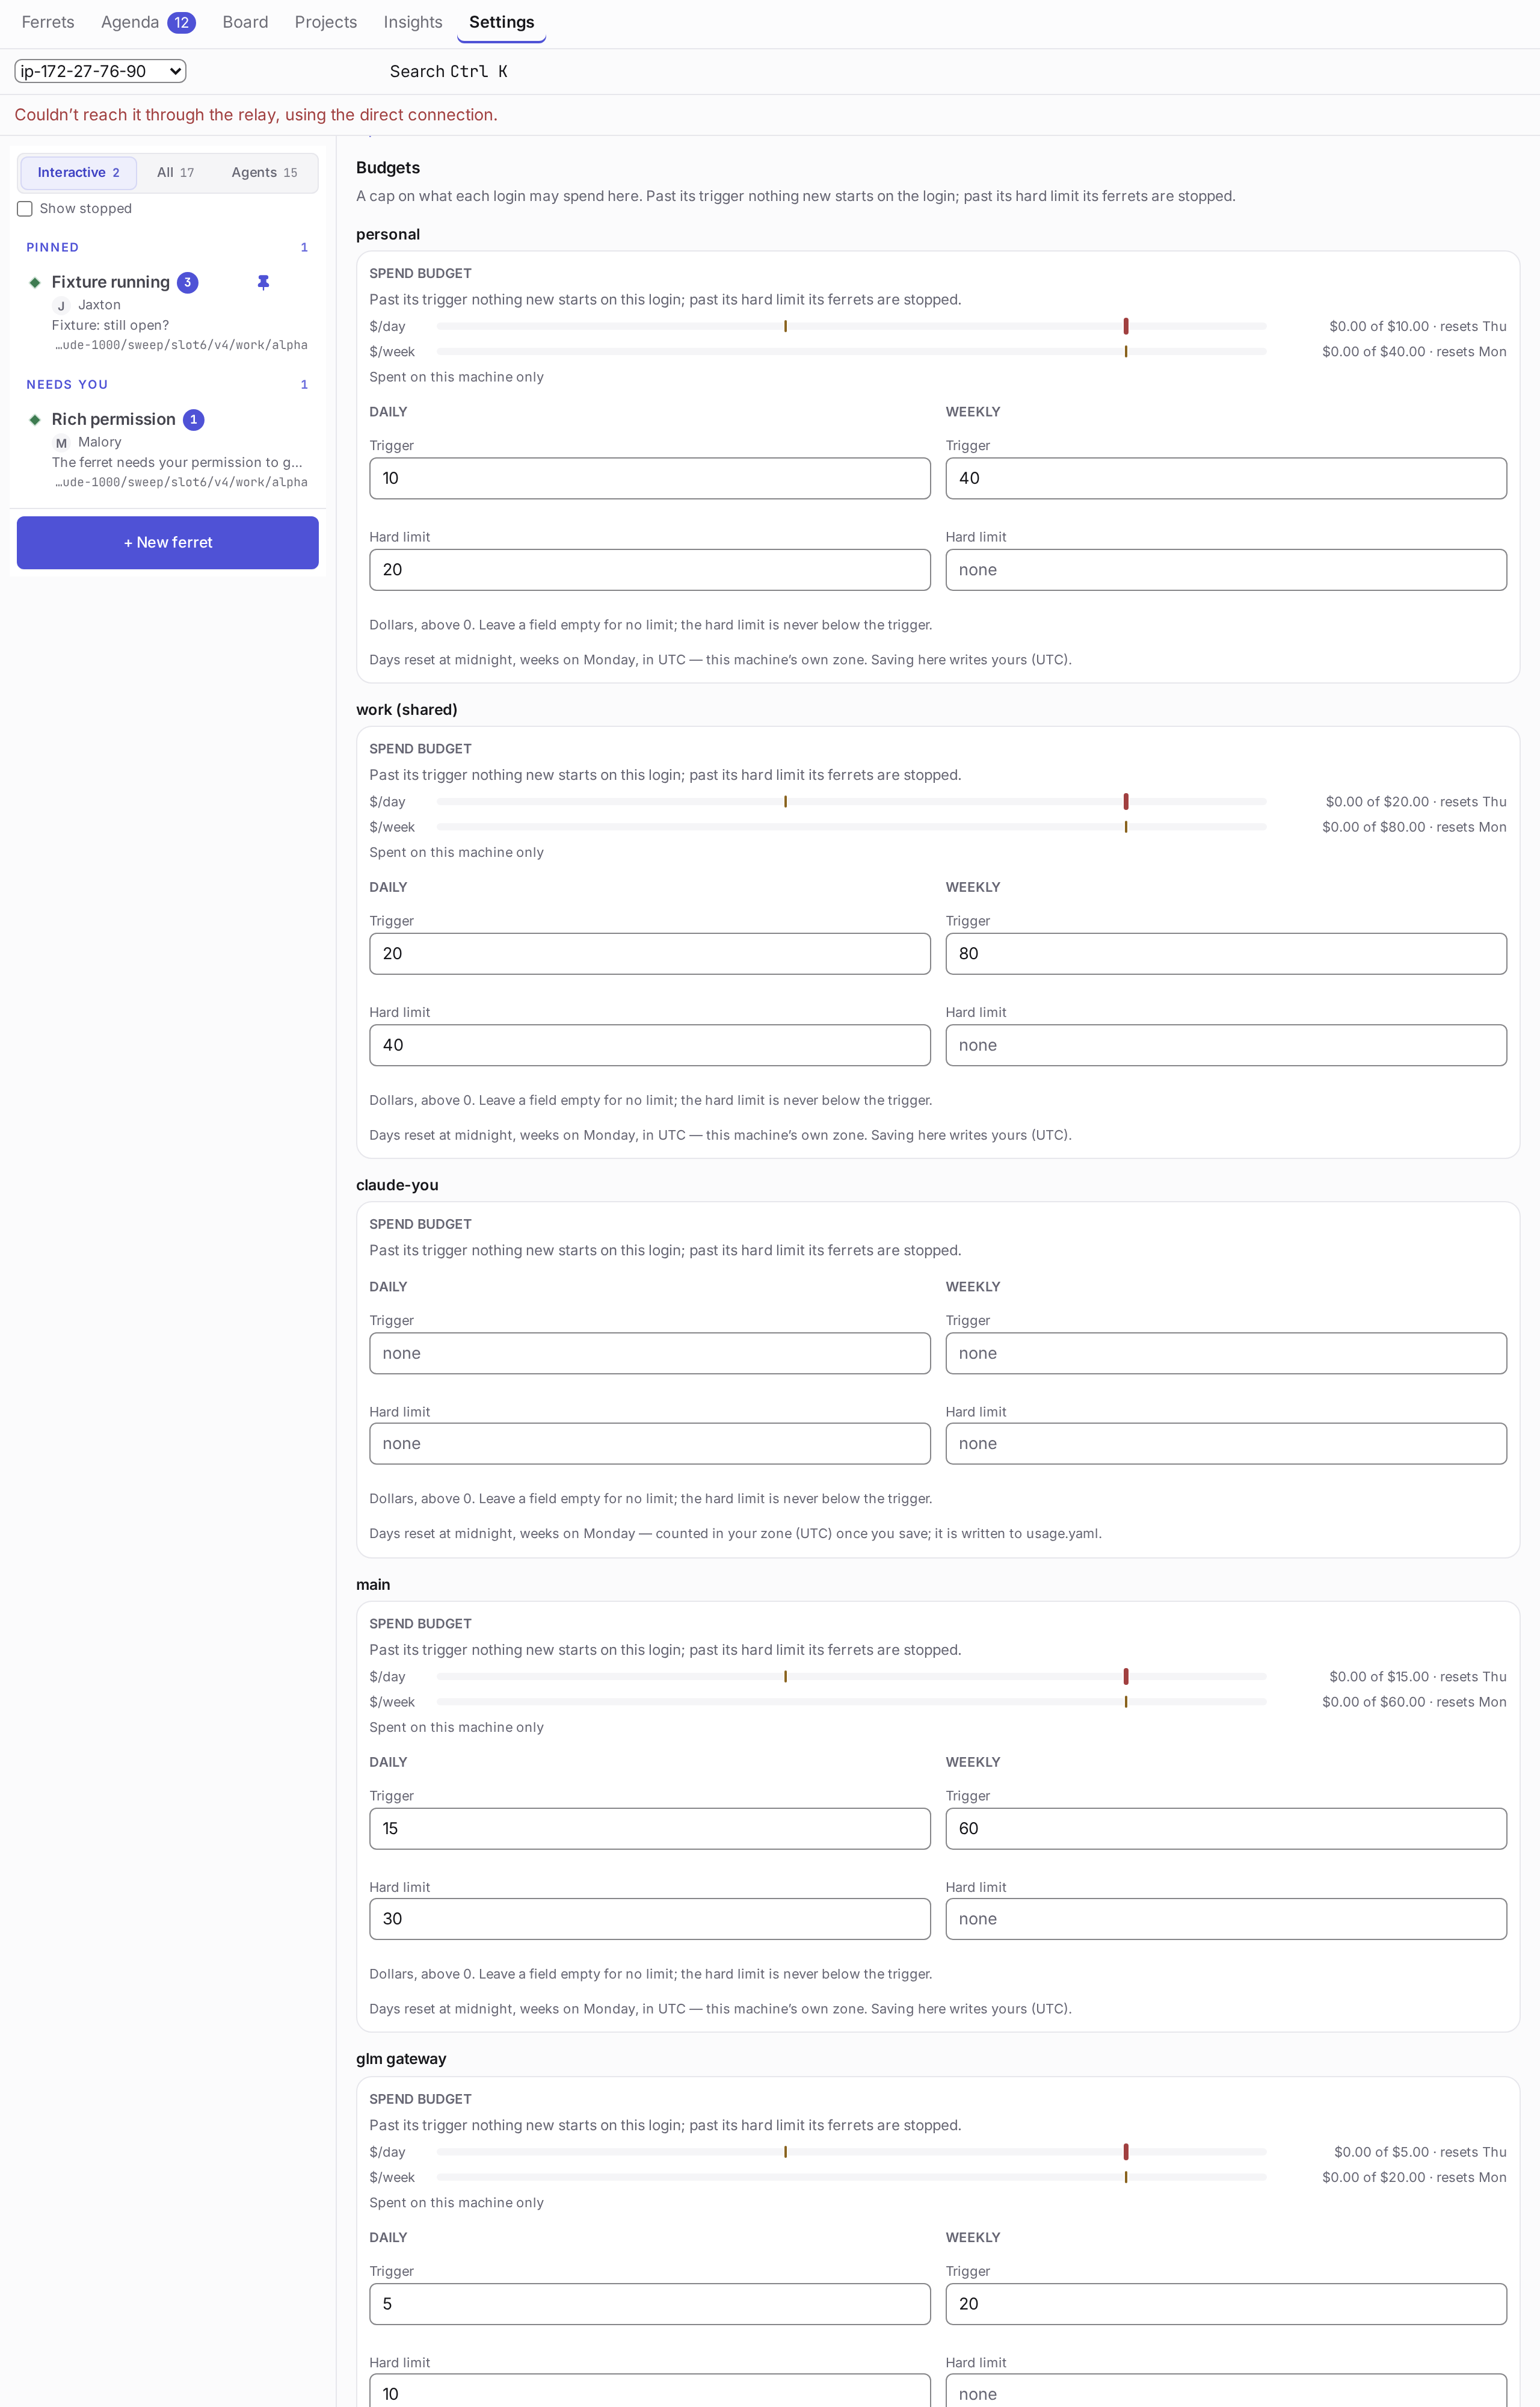 Ferrets Agenda 12 Board Projects Insights Settings
ip-172-27-76-90 Search Ctrl K
Couldn’t reach it through the relay, using the direct connection.
Interactive 2 All 17 Agents 15
Show stopped
PINNED 1
Fixture running 3
J Jaxton
Fixture: still open?
…ude-1000/sweep/slot6/v4/work/alpha
NEEDS YOU 1
Rich permission 1
M Malory
The ferret needs your permission to g…
…ude-1000/sweep/slot6/v4/work/alpha
+ New ferret
Budgets
A cap on what each login may spend here. Past its trigger nothing new starts on the login; past its hard limit its ferrets are stopped.
personal
SPEND BUDGET
Past its trigger nothing new starts on this login; past its hard limit its ferrets are stopped.
$/day $0.00 of $10.00 · resets Thu
$/week $0.00 of $40.00 · resets Mon
Spent on this machine only
DAILY WEEKLY
Trigger Trigger
10 40
Hard limit Hard limit
20 none
Dollars, above 0. Leave a field empty for no limit; the hard limit is never below the trigger.
Days reset at midnight, weeks on Monday, in UTC — this machine’s own zone. Saving here writes yours (UTC).
work (shared)
SPEND BUDGET
Past its trigger nothing new starts on this login; past its hard limit its ferrets are stopped.
$/day $0.00 of $20.00 · resets Thu
$/week $0.00 of $80.00 · resets Mon
Spent on this machine only
DAILY WEEKLY
Trigger Trigger
20 80
Hard limit Hard limit
40 none
Dollars, above 0. Leave a field empty for no limit; the hard limit is never below the trigger.
Days reset at midnight, weeks on Monday, in UTC — this machine’s own zone. Saving here writes yours (UTC).
claude-you
SPEND BUDGET
Past its trigger nothing new starts on this login; past its hard limit its ferrets are stopped.
DAILY WEEKLY
Trigger Trigger
none none
Hard limit Hard limit
none none
Dollars, above 0. Leave a field empty for no limit; the hard limit is never below the trigger.
Days reset at midnight, weeks on Monday — counted in your zone (UTC) once you save; it is written to usage.yaml.
main
SPEND BUDGET
Past its trigger nothing new starts on this login; past its hard limit its ferrets are stopped.
$/day $0.00 of $15.00 · resets Thu
$/week $0.00 of $60.00 · resets Mon
Spent on this machine only
DAILY WEEKLY
Trigger Trigger
15 60
Hard limit Hard limit
30 none
Dollars, above 0. Leave a field empty for no limit; the hard limit is never below the trigger.
Days reset at midnight, weeks on Monday, in UTC — this machine’s own zone. Saving here writes yours (UTC).
glm gateway
SPEND BUDGET
Past its trigger nothing new starts on this login; past its hard limit its ferrets are stopped.
$/day $0.00 of $5.00 · resets Thu
$/week $0.00 of $20.00 · resets Mon
Spent on this machine only
DAILY WEEKLY
Trigger Trigger
5 20
Hard limit Hard limit
10 none